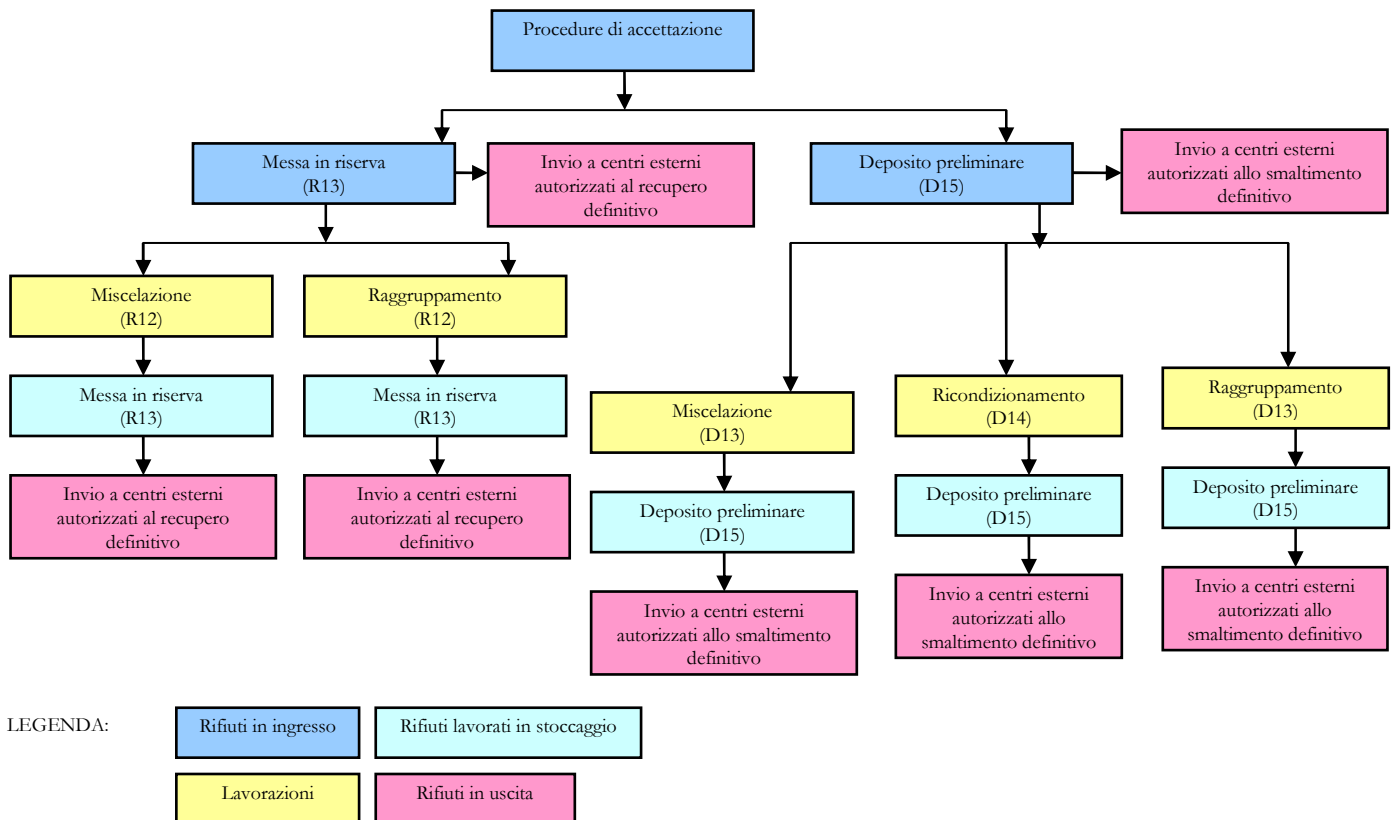 Procedure di accettazione
Messa in riserva
(R13)
Invio a centri esterni
autorizzati al recupero
definitivo
Deposito preliminare
(D15)
Invio a centri esterni
autorizzati allo smaltimento
definitivo
Miscelazione
(R12)
Raggruppamento
(R12)
Messa in riserva
(R13)
Messa in riserva
(R13)
Invio a centri esterni
autorizzati al recupero
definitivo
Invio a centri esterni
autorizzati al recupero
definitivo
Miscelazione
(D13)
Ricondizionamento
(D14)
Raggruppamento
(D13)
Deposito preliminare
(D15)
Deposito preliminare
(D15)
Deposito preliminare
(D15)
Invio a centri esterni
autorizzati allo smaltimento
definitivo
Invio a centri esterni
autorizzati allo
smaltimento definitivo
Invio a centri esterni
autorizzati allo
smaltimento definitivo
LEGENDA:
Rifiuti in ingresso
Rifiuti lavorati in stoccaggio
Lavorazioni
Rifiuti in uscita